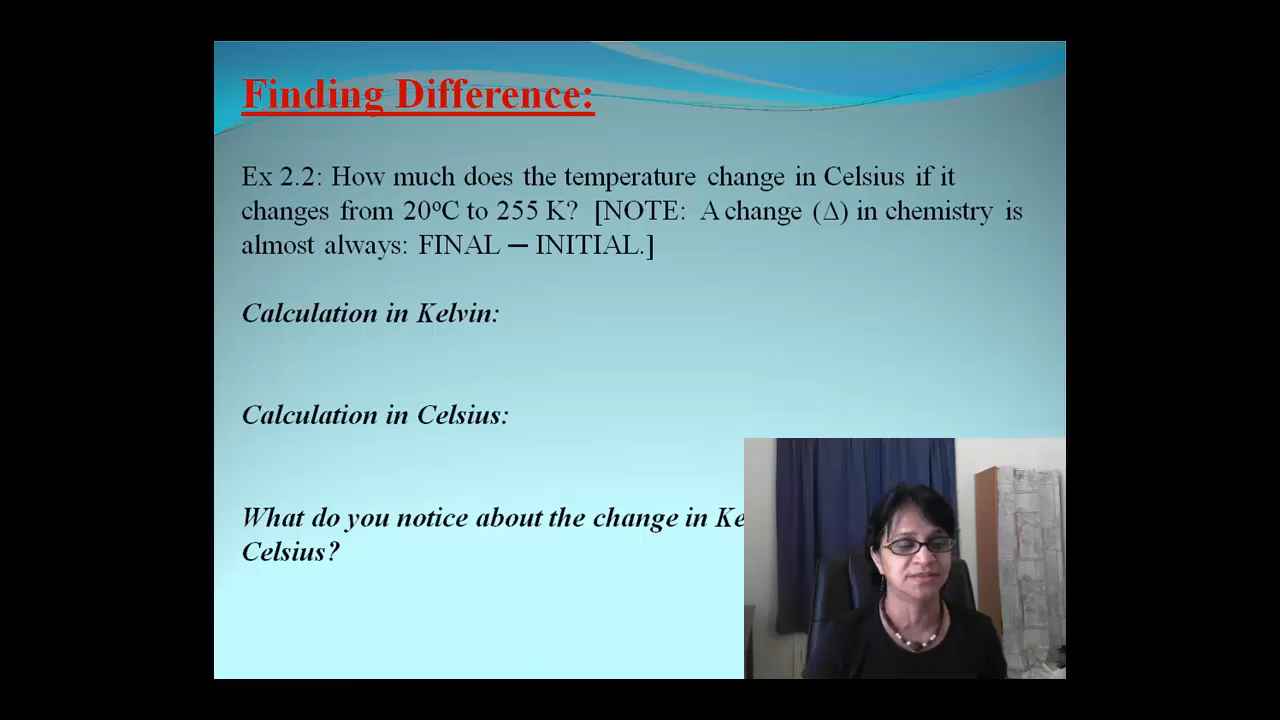 Finding Difference:
Ex 2.2: How much does the temperature change in Celsius if it
changes from 20°C to 255 K? [NOTE: A change (Δ) in chemistry is
almost always: FINAL — INITIAL.]
Calculation in Kelvin:
Calculation in Celsius:
What do you notice about the change in Ke
Celsius?